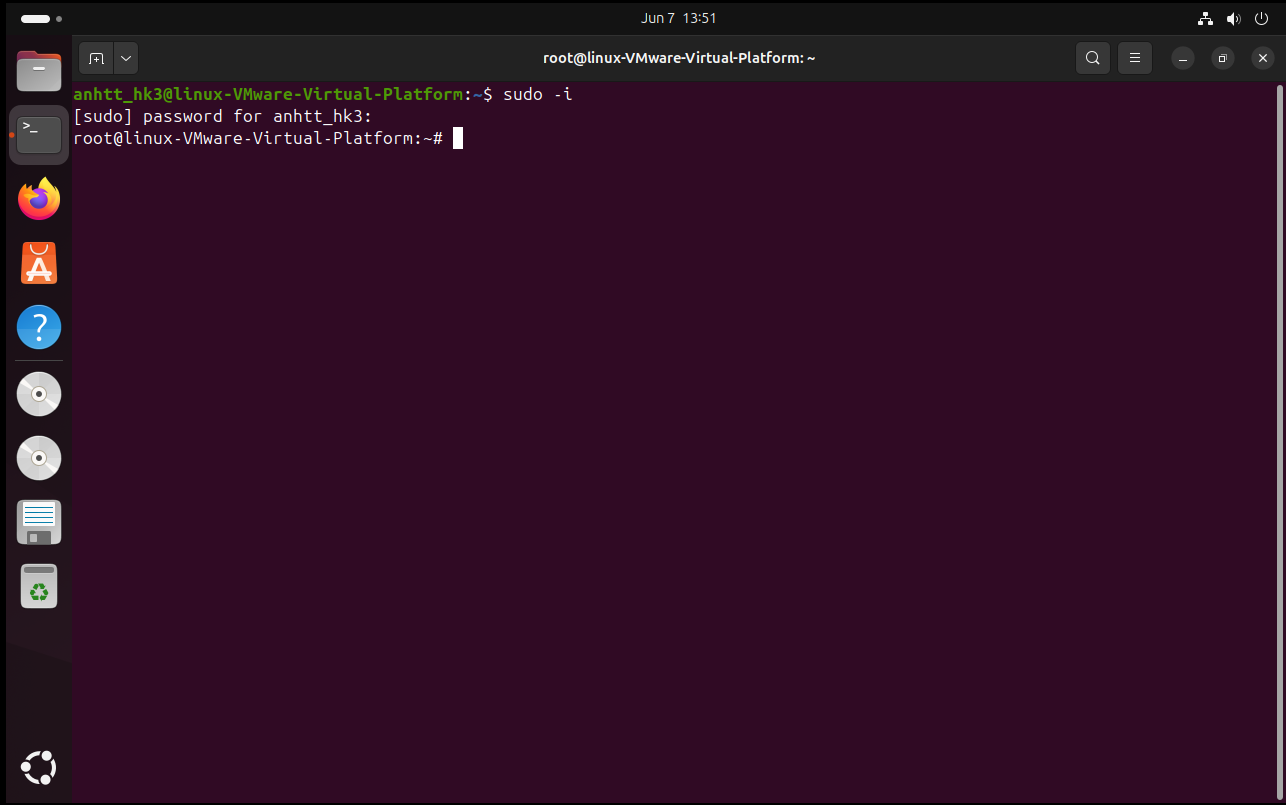 Jun 7 13:51
root@linux-VMware-Virtual-Platform: ~
anhtt_hk3@linux-VMware-Virtual-Platform:~$ sudo -i
[sudo] password for anhtt_hk3:
root@linux-VMware-Virtual-Platform:~#